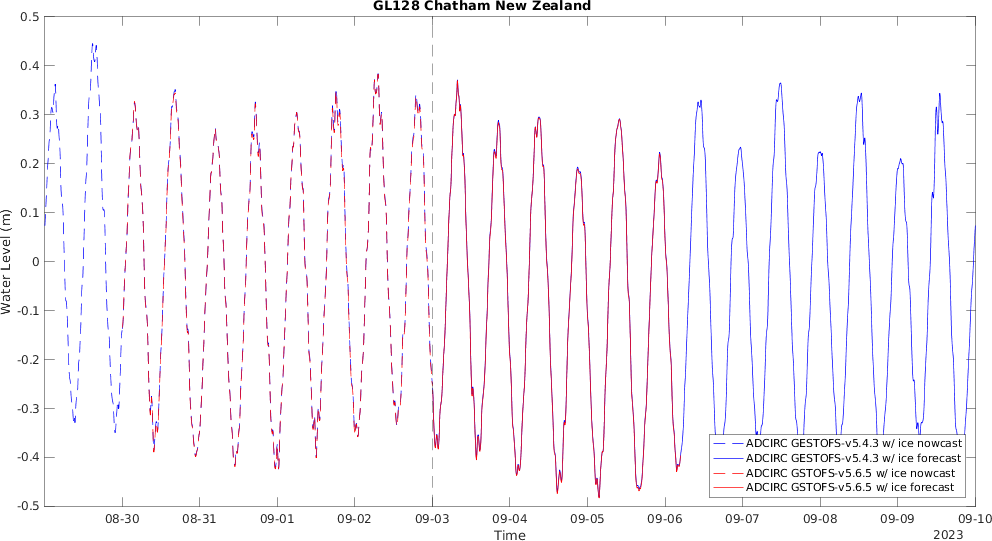 GL128 Chatham New Zealand
Water Level (m)
0.5
0.4
0.3
0.2
0.1
0
-0.1
-0.2
-0.3
-0.4
-0.5
ADCIRC GESTOFS-v5.4.3 w/ ice nowcast
ADCIRC GESTOFS-v5.4.3 w/ ice forecast
ADCIRC GSTOFS-v5.6.5 w/ ice nowcast
ADCIRC GSTOFS-v5.6.5 w/ ice forecast
08-30 08-31 09-01 09-02 09-03 09-04 09-05 09-06 09-07 09-08 09-09 09-10
Time
2023